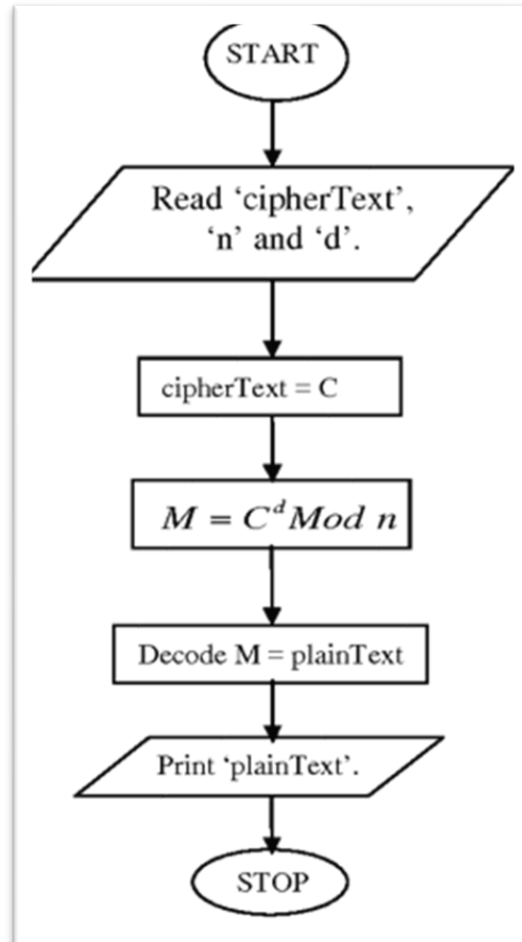 START
Read ‘cipherText’,
‘n’ and ‘d’.
cipherText = C
M = C^d Mod n
Decode M = plainText
Print ‘plainText’.
STOP